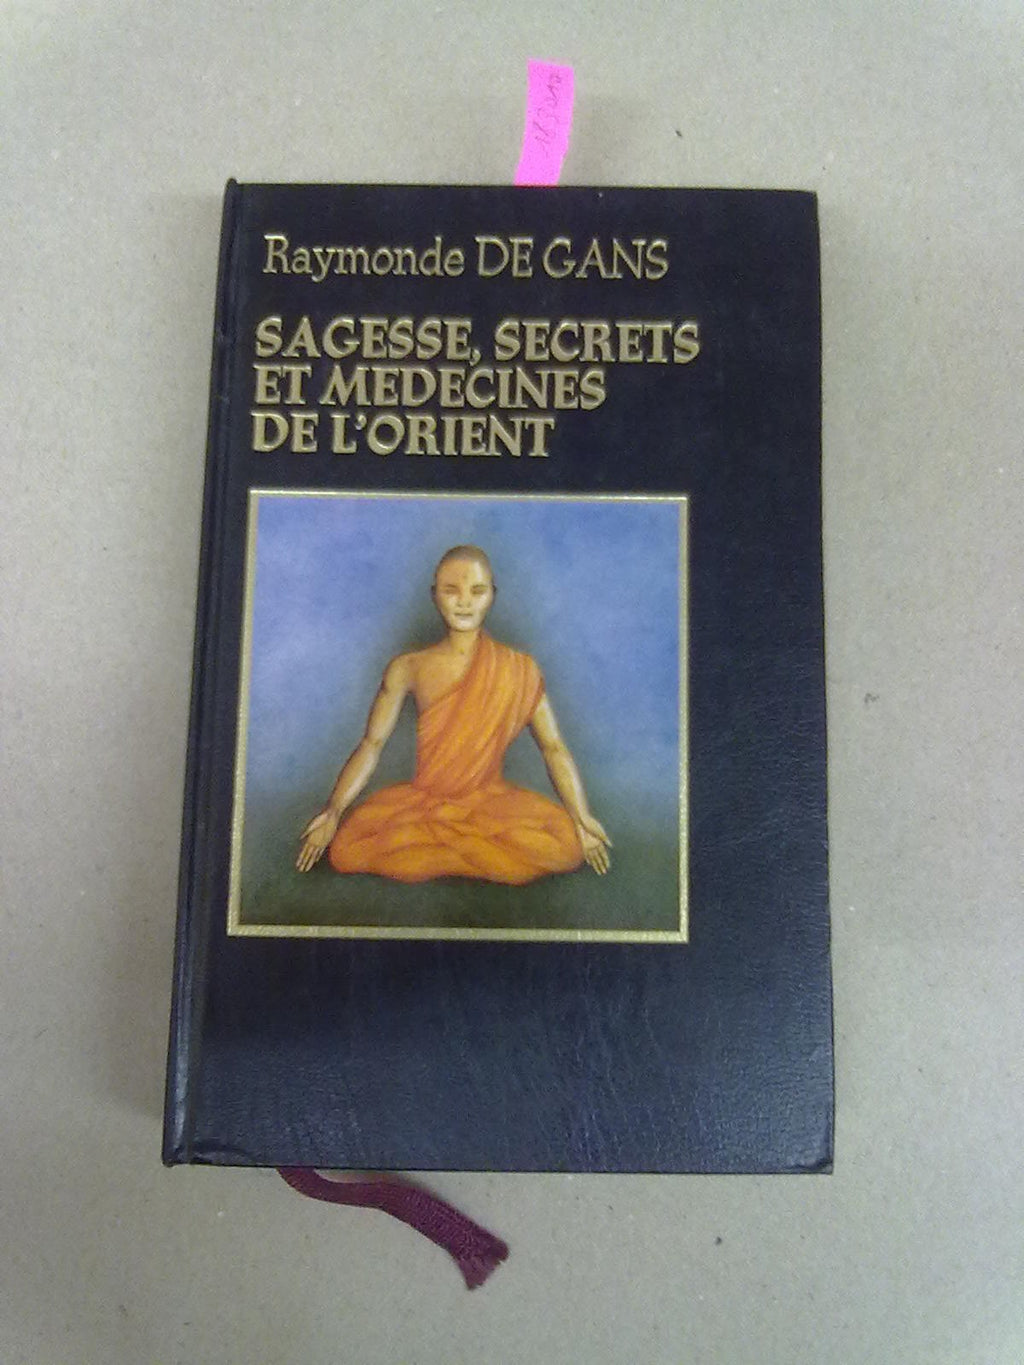 Raymonde DE GANS
SAGESSE, SECRETS
ET MEDECINES
DE L'ORIENT